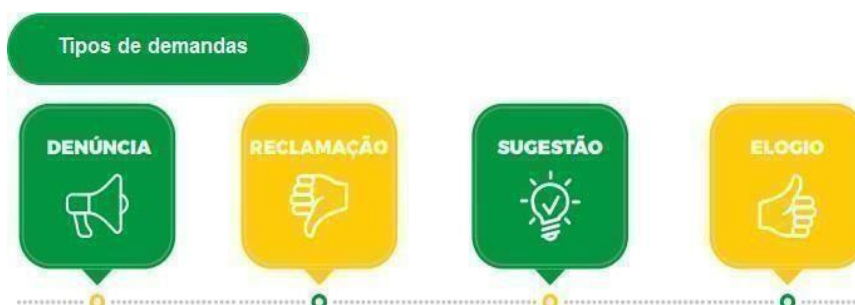 Tipos de demandas
DENÚNCIA
RECLAMAÇÃO
SUGESTÃO
ELOGIO